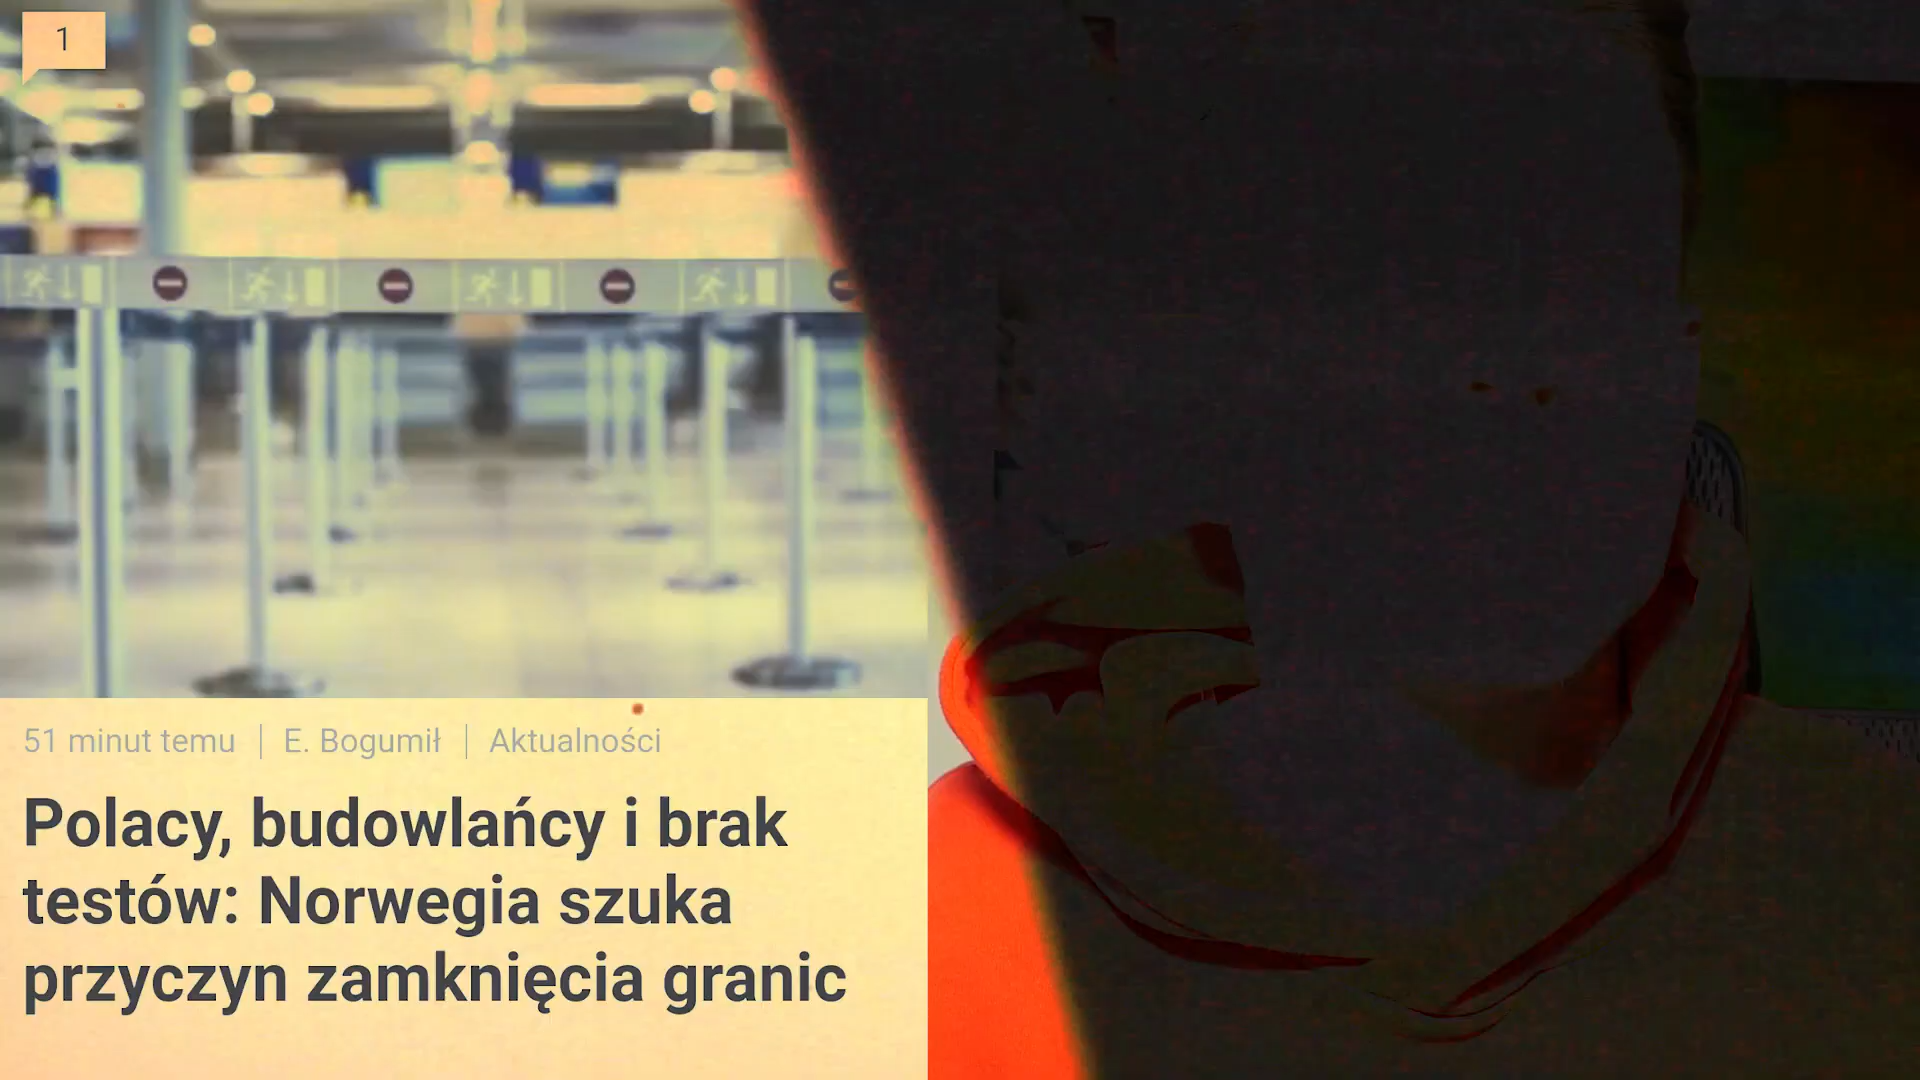 1
51 minut temu | E. Bogumił | Aktualności
Polacy, budowlańcy i brak
testów: Norwegia szuka
przyczyn zamknięcia granic